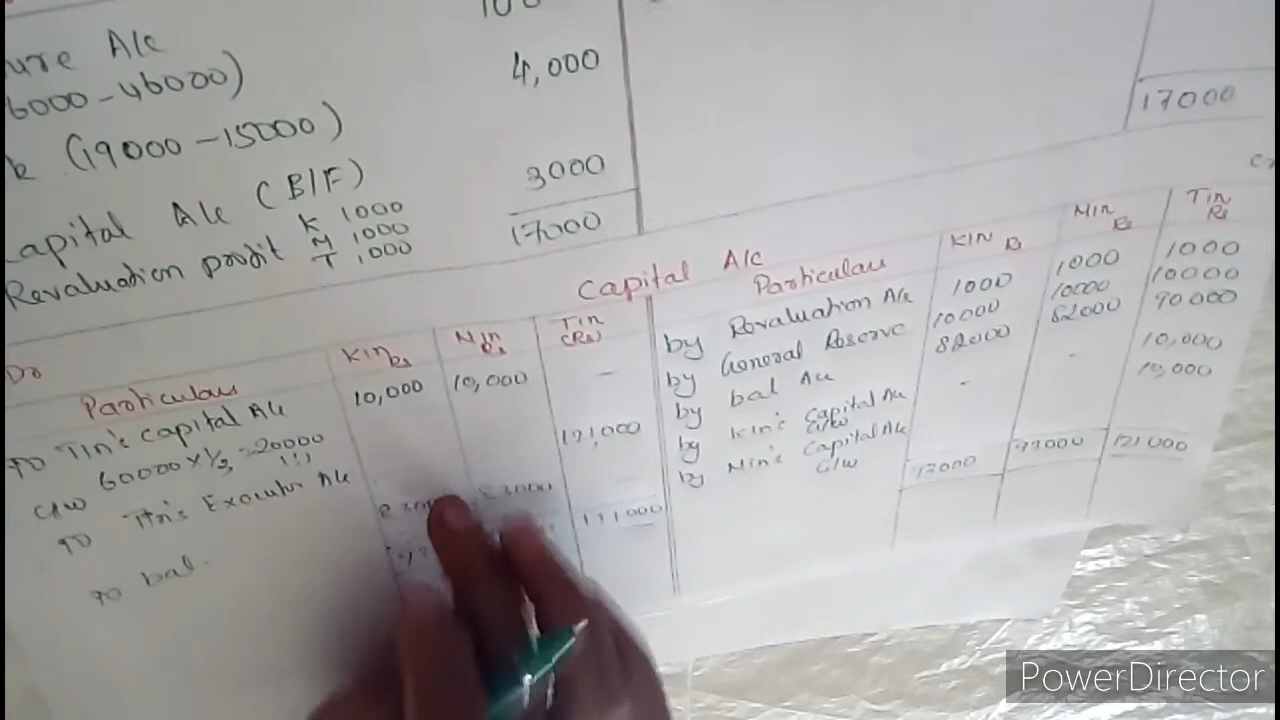 100
ure A/c
6000-46000)
4,000
k (19000-15000)
17000
apital A/c (B/F)
3000
Revaluation profit K 1000
M 1000
T 1000
17000
Capital A/c
Dr
Particulars KIN Rs Min Rs Tin (Rs)
Particulars KIN Rs Min Rs Tin Rs
TO Tin's Capital A/c 10,000 10,000 -
G/W 60000 x 1/3 = 20000
1:1
TO Tin's Executor A/c 121,000
To bal.
by Revaluation A/c 1000 1000 1000
by General Reserve 10000 10000 10000
by bal A/c 82000 82000 90000
by Kin's Capital A/c G/W - - 10,000
by Min's Capital A/c G/W - 10,000
93000 121000